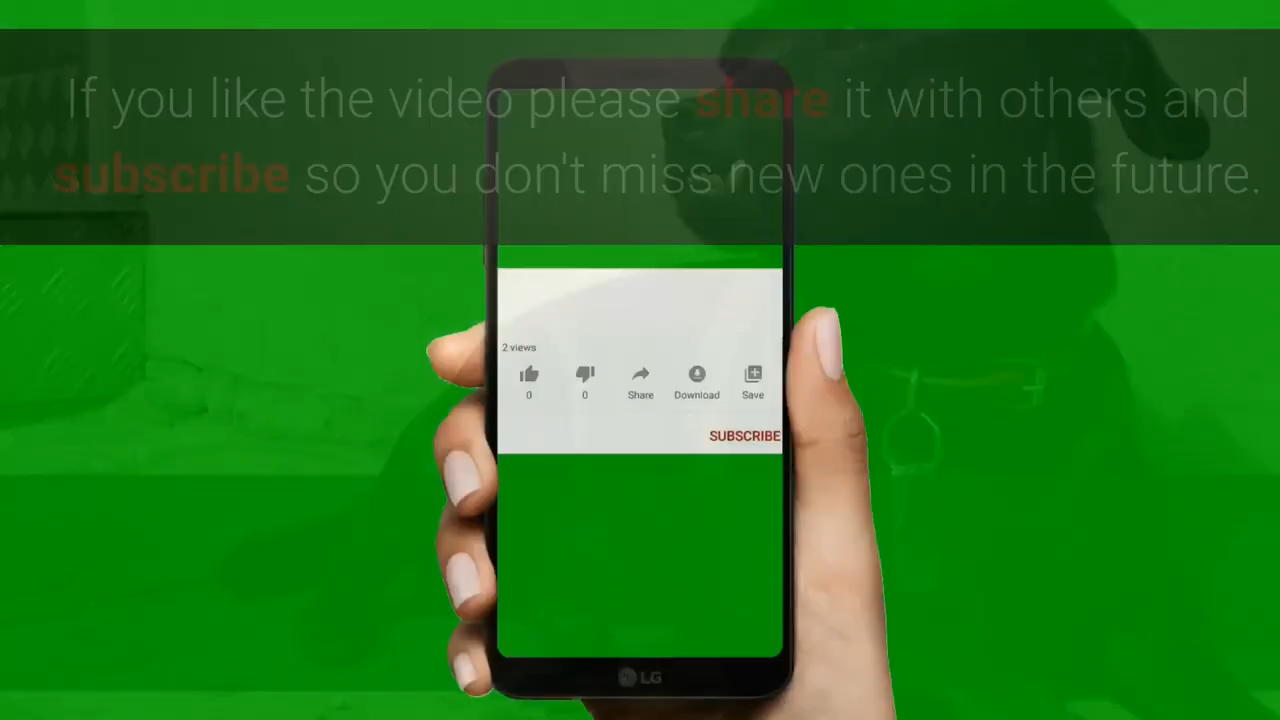 If you like the video please share it with others and
subscribe so you don't miss new ones in the future.
2 views
0
0
Share
Download
Save
SUBSCRIBE
LG